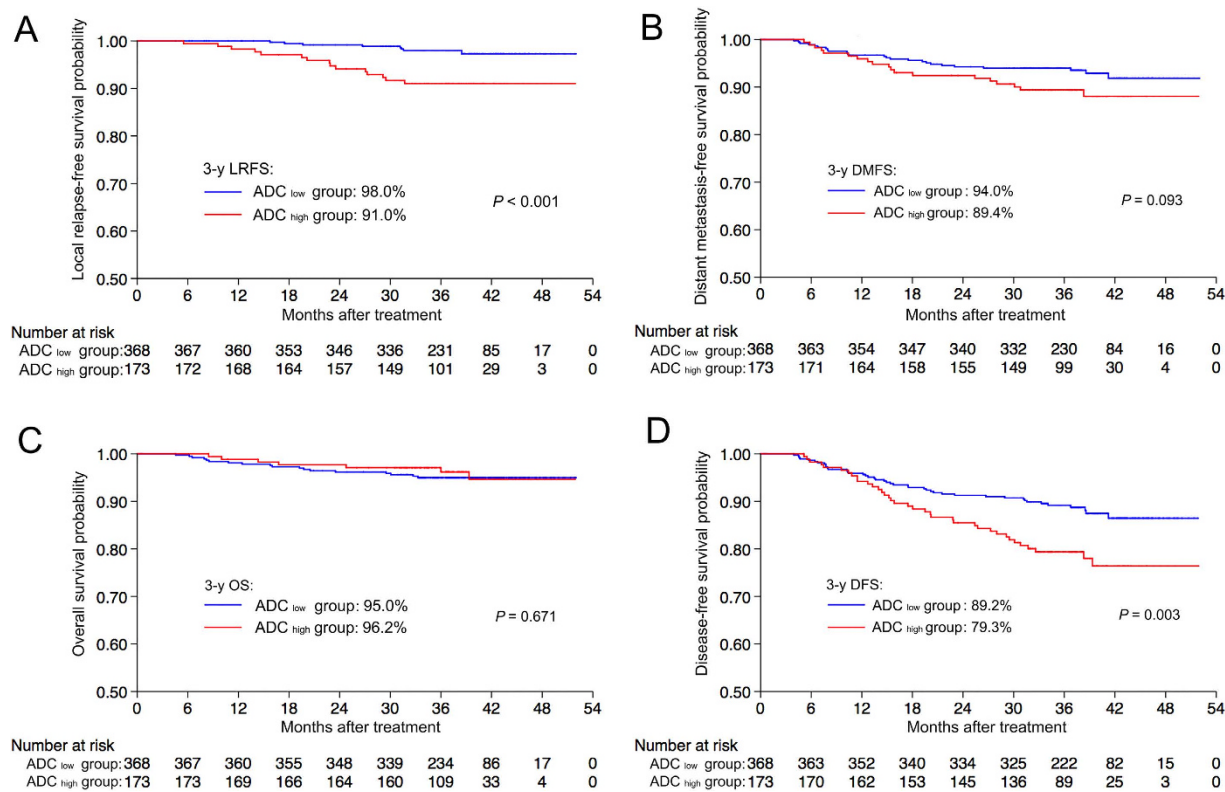 A
Local relapse-free survival probability
1.00
0.90
0.80
0.70
0.60
0.50
3-y LRFS:
ADC low group: 98.0%
ADC high group: 91.0%
P < 0.001
0 6 12 18 24 30 36 42 48 54
Months after treatment
Number at risk
ADC low group:368 367 360 353 346 336 231 85 17 0
ADC high group:173 172 168 164 157 149 101 29 3 0
B
Distant metastasis-free survival probability
1.00
0.90
0.80
0.70
0.60
0.50
3-y DMFS:
ADC low group : 94.0%
ADC high group: 89.4%
P = 0.093
0 6 12 18 24 30 36 42 48 54
Months after treatment
Number at risk
ADC low group:368 363 354 347 340 332 230 84 16 0
ADC high group:173 171 164 158 155 149 99 30 4 0
C
Overall survival probability
1.00
0.90
0.80
0.70
0.60
0.50
3-y OS:
ADC low group: 95.0%
ADC high group: 96.2%
P = 0.671
0 6 12 18 24 30 36 42 48 54
Months after treatment
Number at risk
ADC low group:368 367 360 355 348 339 234 86 17 0
ADC high group:173 173 169 166 164 160 109 33 4 0
D
Disease-free survival probability
1.00
0.90
0.80
0.70
0.60
0.50
3-y DFS:
ADC low group: 89.2%
ADC high group: 79.3%
P = 0.003
0 6 12 18 24 30 36 42 48 54
Months after treatment
Number at risk
ADC low group:368 363 352 340 334 325 222 82 15 0
ADC high group:173 170 162 153 145 136 89 25 3 0